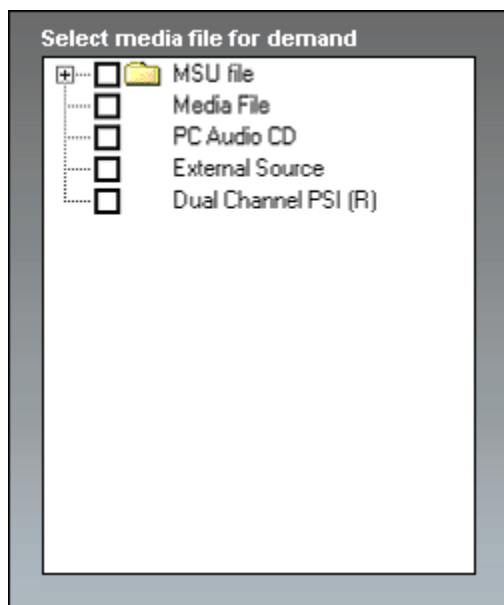 Select media file for demand
MSU file
Media File
PC Audio CD
External Source
Dual Channel PSI (R)